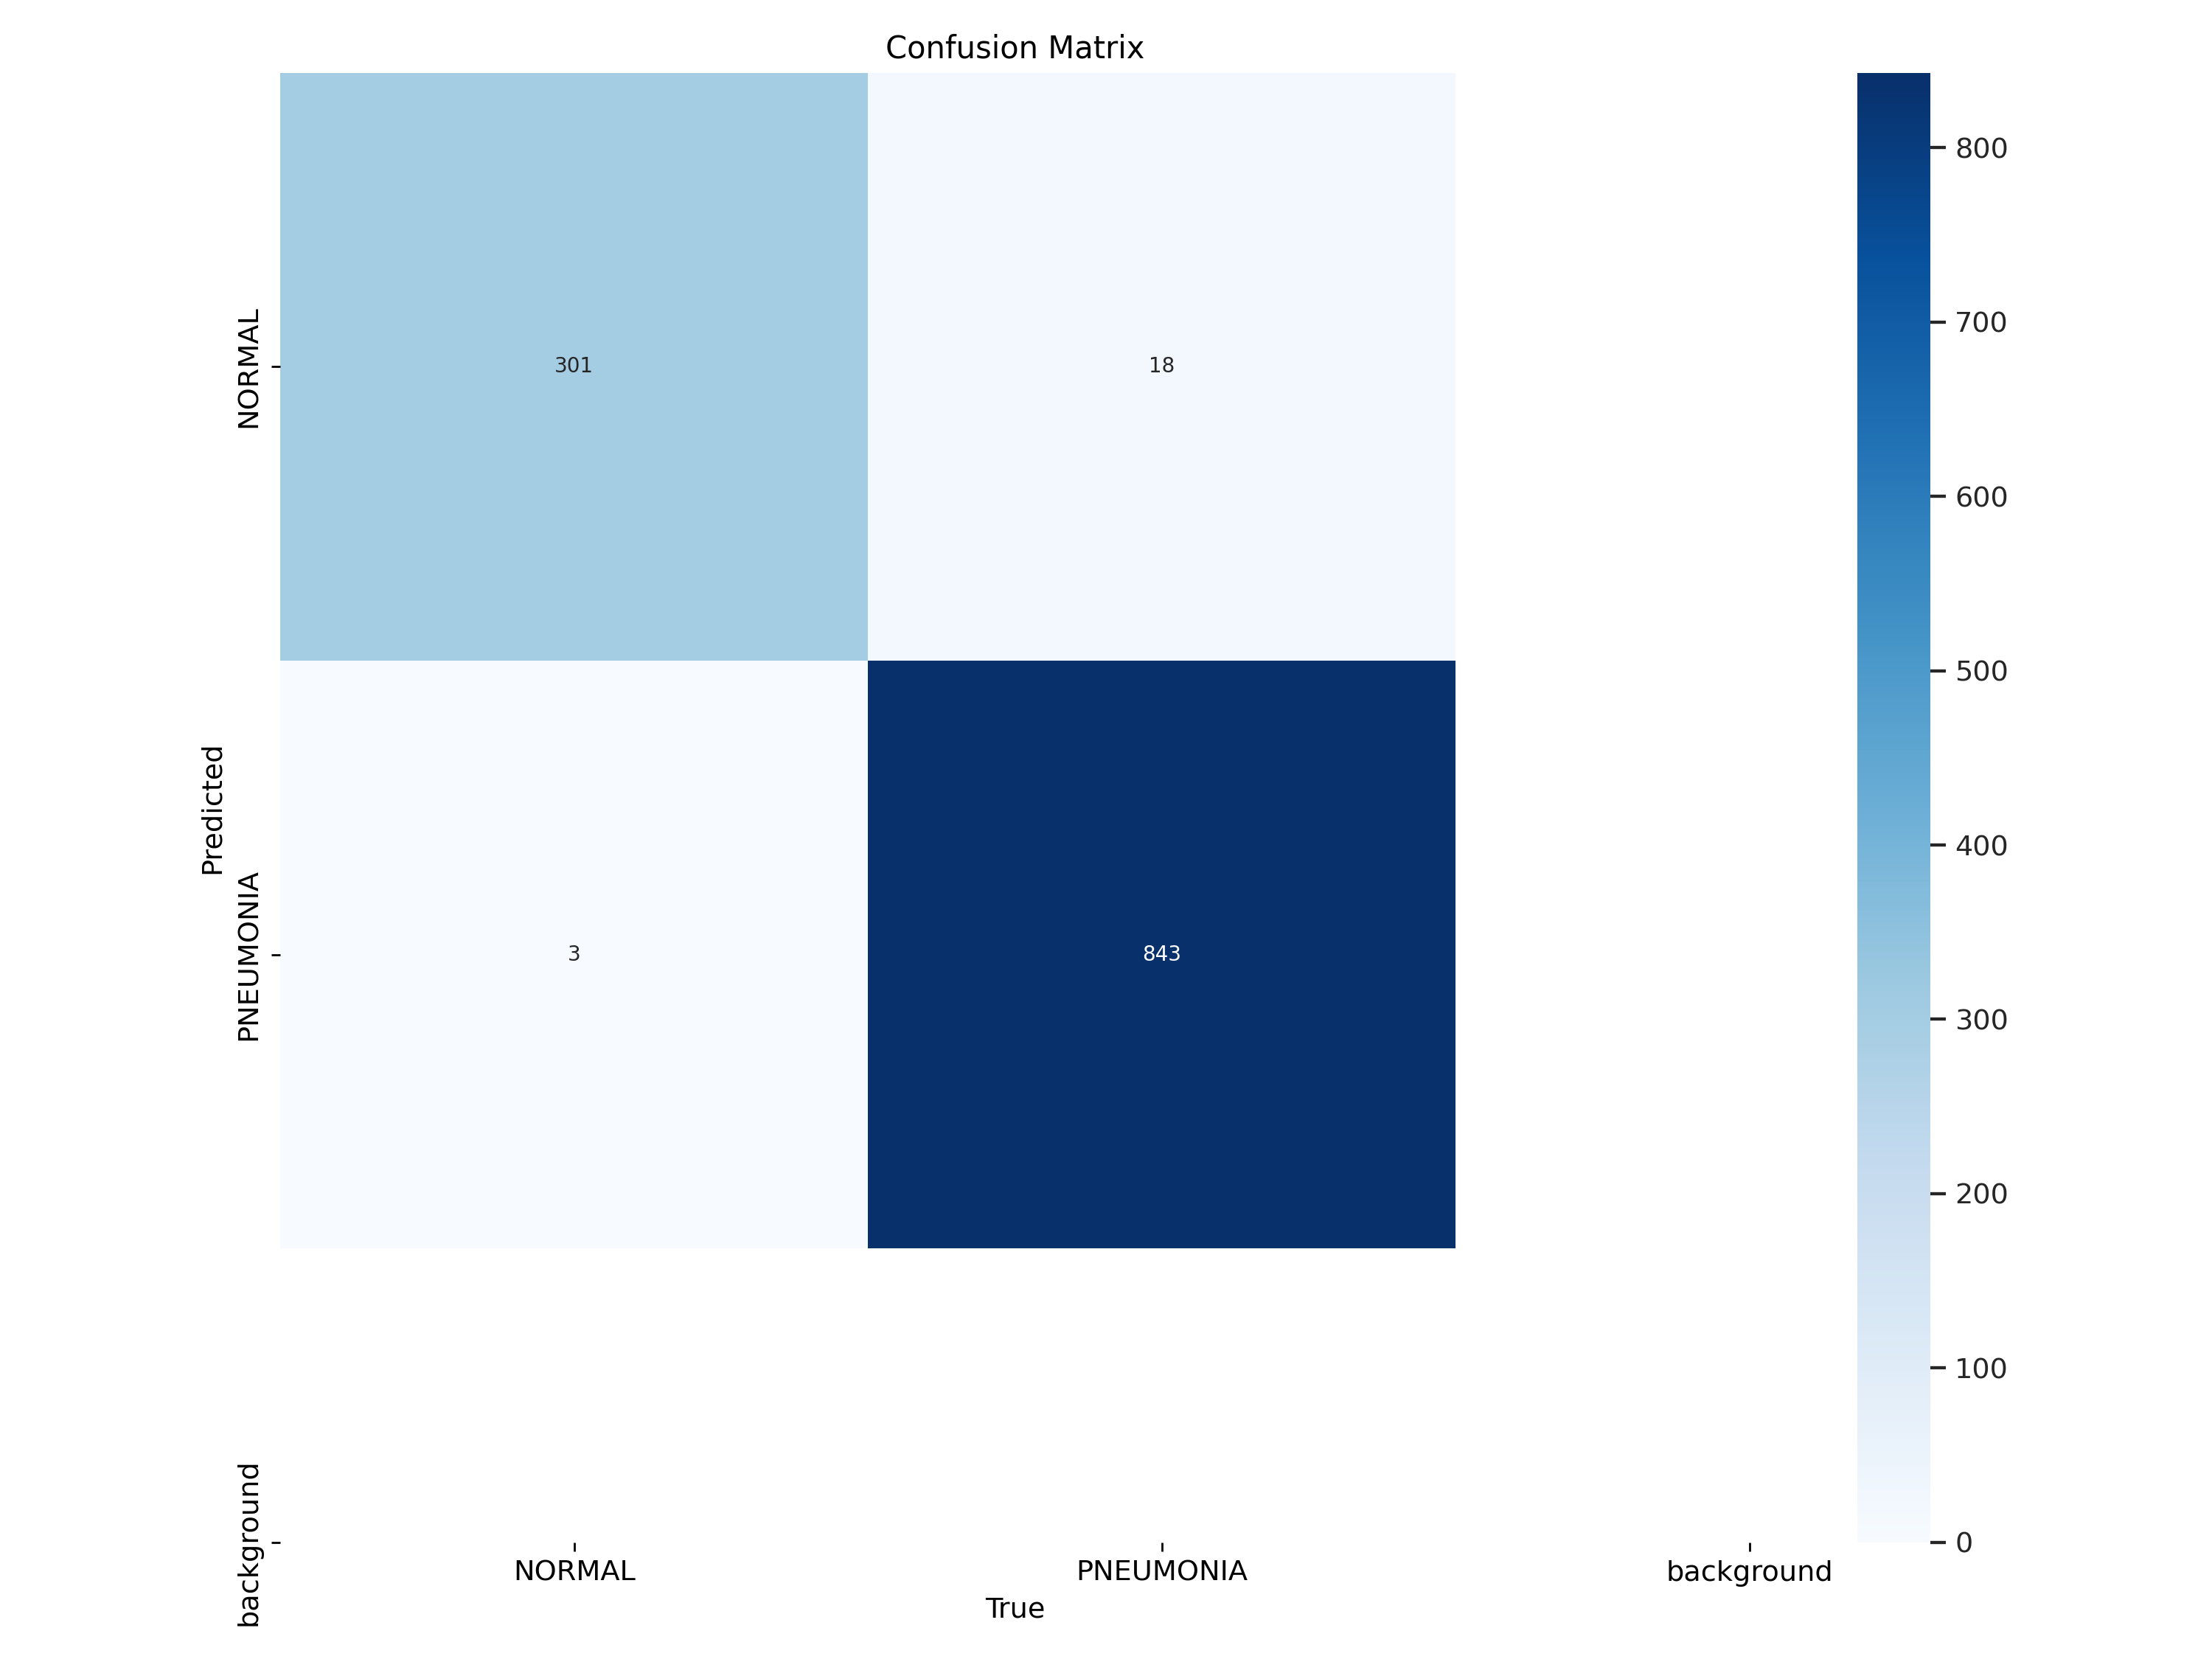 Confusion Matrix
NORMAL
301
18
PNEUMONIA
3
843
background
Predicted
NORMAL
PNEUMONIA
background
True
800
700
600
500
400
300
200
100
0